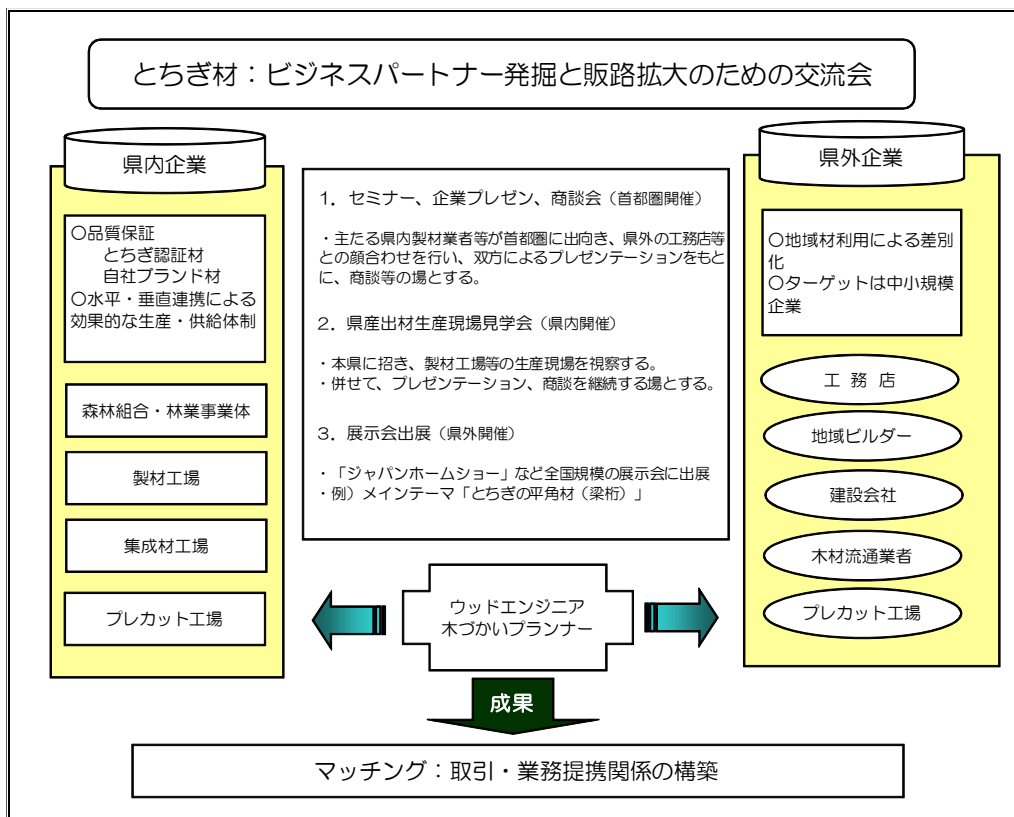 とちぎ材：ビジネスパートナー発掘と販路拡大のための交流会
県内企業
○品質保証
とちぎ認証材
自社ブランド材
○水平・垂直連携による
効果的な生産・供給体制
森林組合・林業事業体
製材工場
集成材工場
プレカット工場
1．セミナー、企業プレゼン、商談会（首都圏開催）
・主たる県内製材業者等が首都圏に出向き、県外の工務店等
との顔合わせを行い、双方によるプレゼンテーションをもと
に、商談等の場とする。
2．県産出材生産現場見学会（県内開催）
・本県に招き、製材工場等の生産現場を視察する。
・併せて、プレゼンテーション、商談を継続する場とする。
3．展示会出展（県外開催）
・「ジャパンホームショー」など全国規模の展示会に出展
・例）メインテーマ「とちぎの平角材（梁桁）」
ウッドエンジニア
木づかいプランナー
県外企業
○地域材利用による差別
化
○ターゲットは中小規模
企業
工 務 店
地域ビルダー
建設会社
木材流通業者
プレカット工場
成果
マッチング：取引・業務提携関係の構築